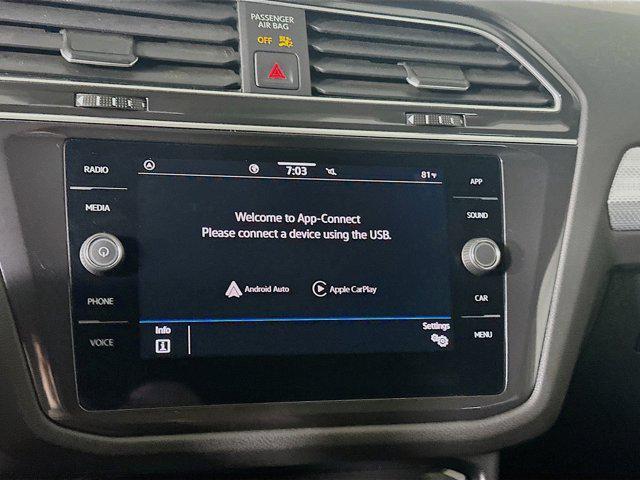 PASSENGER
AIR BAG
OFF
RADIO
MEDIA
PHONE
VOICE
7:03
81°F
Welcome to App-Connect
Please connect a device using the USB.
Android Auto
Apple CarPlay
Info
Settings
APP
SOUND
CAR
MENU